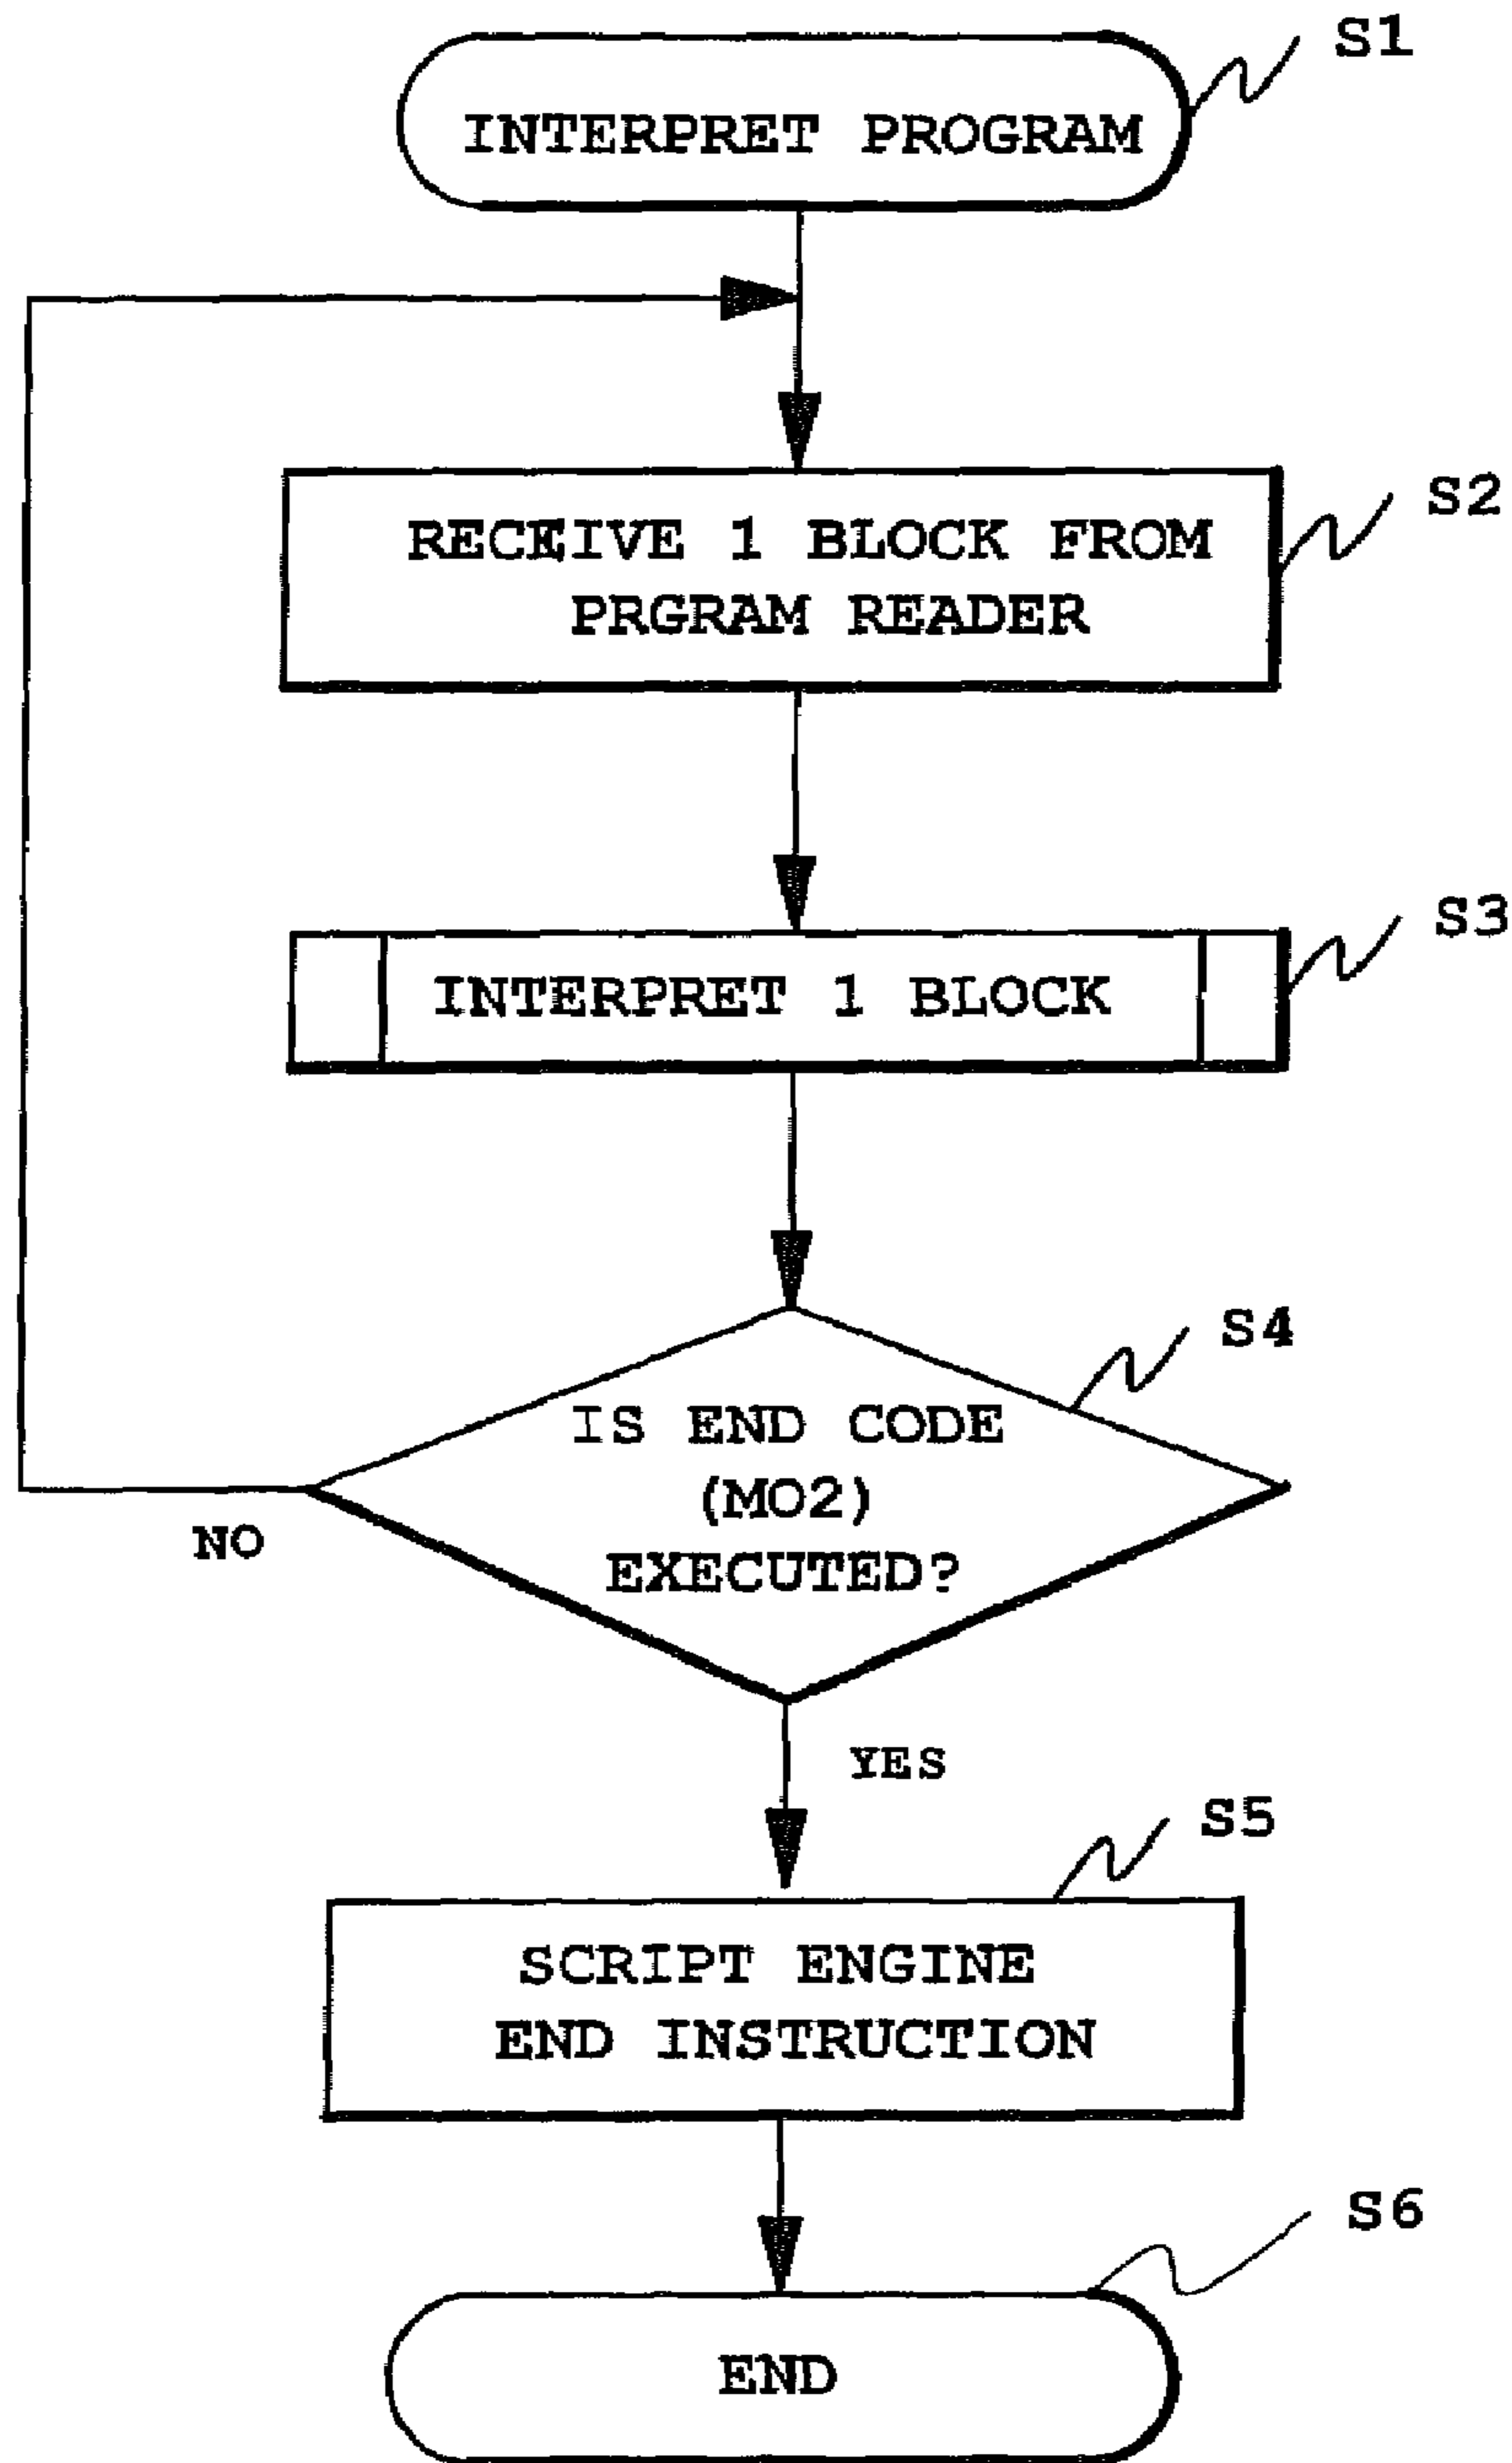 S1
INTERPRET PROGRAM
S2
RECEIVE 1 BLOCK FROM
PRGRAM READER
S3
INTERPRET 1 BLOCK
S4
IS END CODE
(MO2)
EXECUTED?
NO
YES
S5
SCRIPT ENGINE
END INSTRUCTION
S6
END